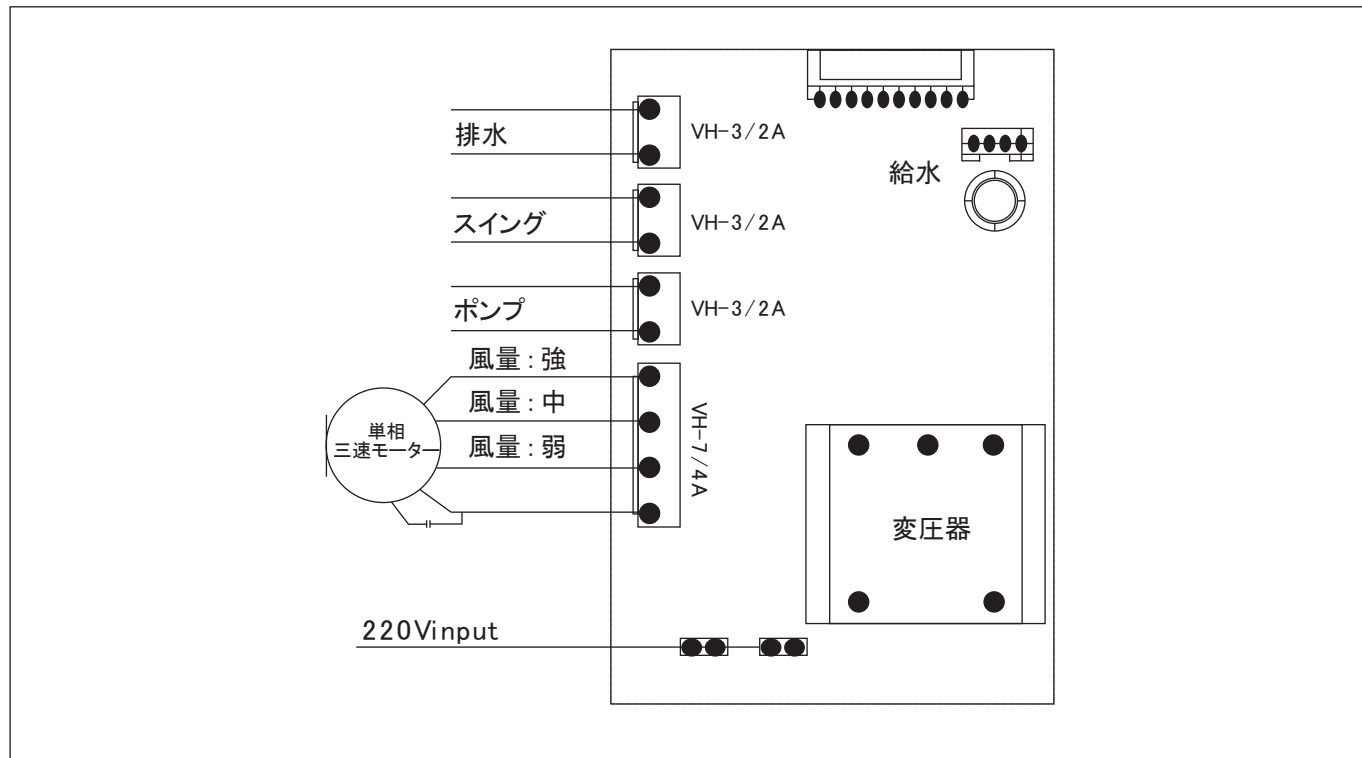 排水
VH-3/2A
給水
スイング
VH-3/2A
ポンプ
VH-3/2A
風量：強
風量：中
風量：弱
単相
三速モーター
VH-7/4A
変圧器
220Vinput